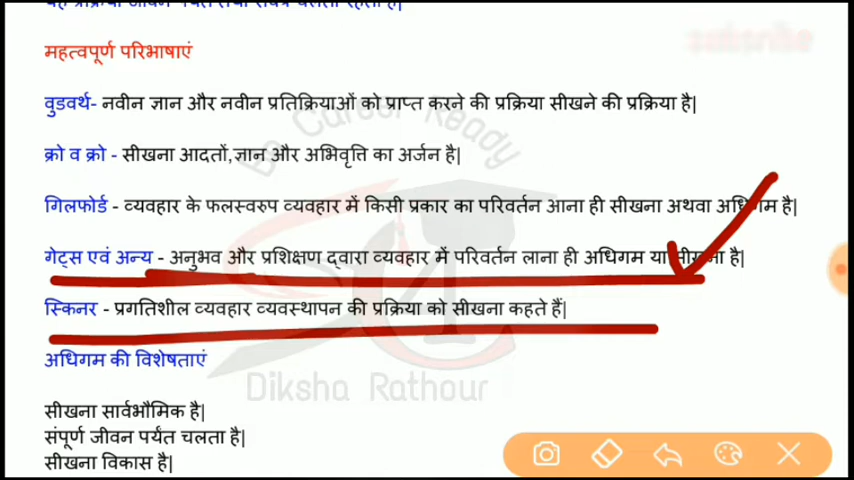 महत्वपूर्ण परिभाषाएं
वुडवर्थ- नवीन ज्ञान और नवीन प्रतिक्रियाओं को प्राप्त करने की प्रक्रिया सीखने की प्रक्रिया है|
क्रो व क्रो - सीखना आदतों,ज्ञान और अभिवृत्ति का अर्जन है|
गिलफोर्ड - व्यवहार के फलस्वरुप व्यवहार में किसी प्रकार का परिवर्तन आना ही सीखना अथवा अधिगम है|
गेट्स एवं अन्य - अनुभव और प्रशिक्षण द्वारा व्यवहार में परिवर्तन लाना ही अधिगम या सीखना है|
स्किनर - प्रगतिशील व्यवहार व्यवस्थापन की प्रक्रिया को सीखना कहते हैं|
अधिगम की विशेषताएं
सीखना सार्वभौमिक है|
संपूर्ण जीवन पर्यंत चलता है|
सीखना विकास है|
Be Career Ready
Diksha Rathour